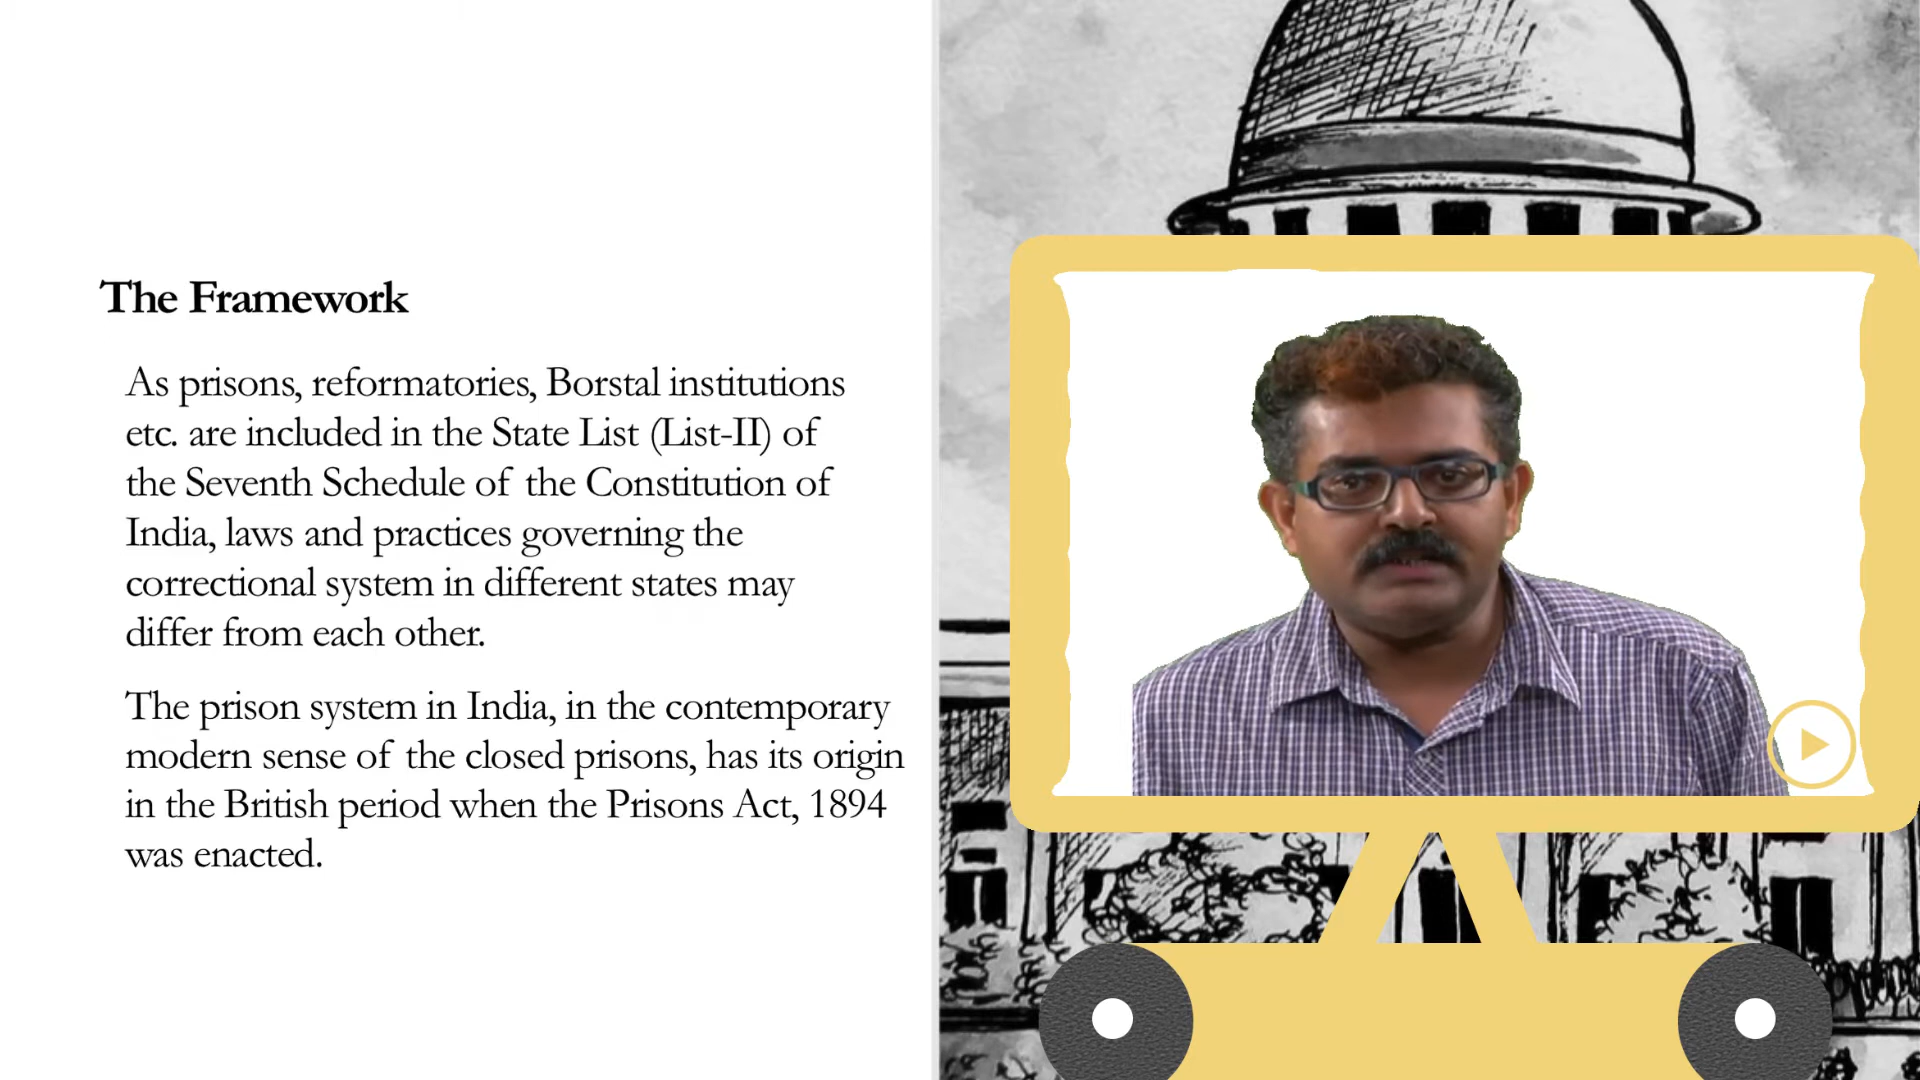 The Framework
As prisons, reformatories, Borstal institutions
etc. are included in the State List (List-II) of
the Seventh Schedule of the Constitution of
India, laws and practices governing the
correctional system in different states may
differ from each other.
The prison system in India, in the contemporary
modern sense of the closed prisons, has its origin
in the British period when the Prisons Act, 1894
was enacted.